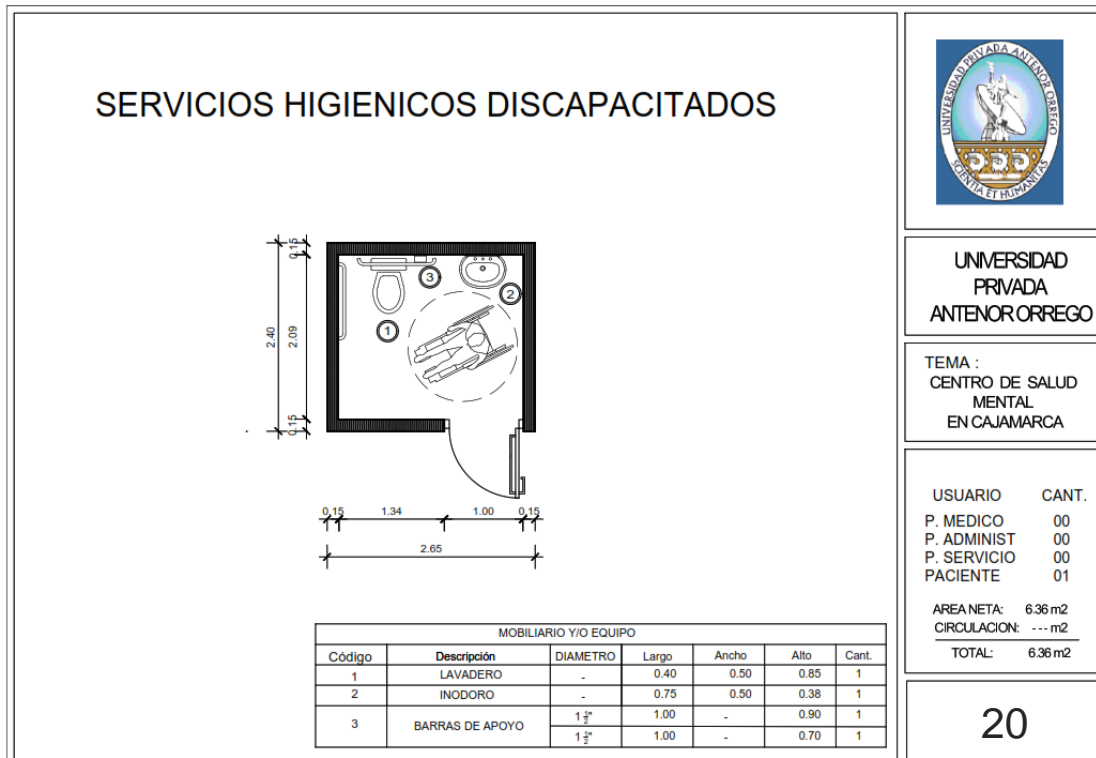 SERVICIOS HIGIENICOS DISCAPACITADOS
UNIVERSIDAD PRIVADA ANTENOR ORREGO
SCIENTIA ET HUMANITAS
UNIVERSIDAD
PRIVADA
ANTENOR ORREGO
TEMA :
CENTRO DE SALUD
MENTAL
EN CAJAMARCA
USUARIO CANT.
P. MEDICO 00
P. ADMINIST 00
P. SERVICIO 00
PACIENTE 01
AREA NETA: 6.36 m2
CIRCULACION: --- m2
TOTAL: 6.36 m2
20
0.15
2.40
2.09
0.15
3
2
1
0.15 1.34 1.00 0.15
2.65
MOBILIARIO Y/O EQUIPO
Código Descripción DIAMETRO Largo Ancho Alto Cant.
1 LAVADERO - 0.40 0.50 0.85 1
2 INODORO - 0.75 0.50 0.38 1
3 BARRAS DE APOYO 1 1/2" 1.00 - 0.90 1
1 1/2" 1.00 - 0.70 1